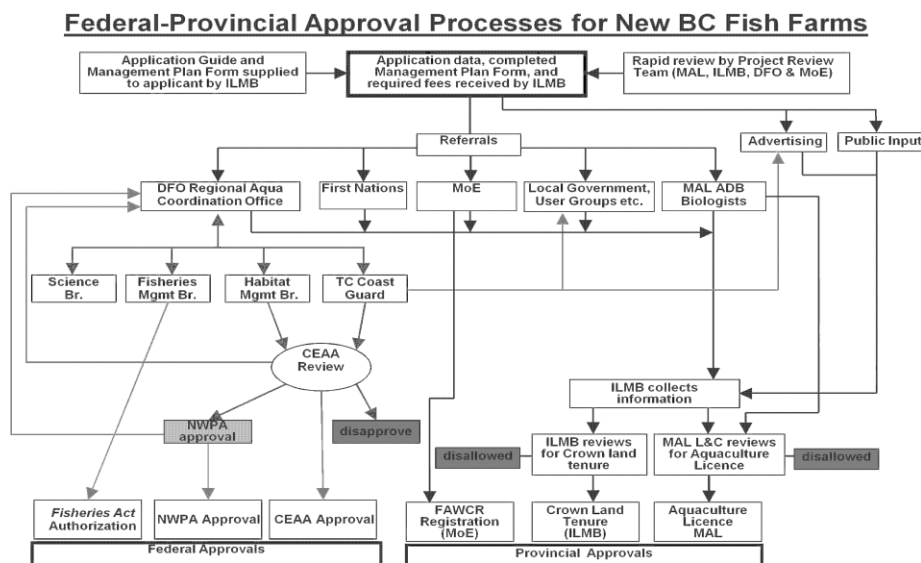 Federal-Provincial Approval Processes for New BC Fish Farms
Application Guide and
Management Plan Form supplied
to applicant by ILMB
Application data, completed
Management Plan Form, and
required fees received by ILMB
Rapid review by Project Review
Team (MAL, ILMB, DFO & MoE)
Referrals
Advertising
Public Input
DFO Regional Aqua
Coordination Office
First Nations
MoE
Local Government,
User Groups etc.
MAL ADB
Biologists
Science
Br.
Fisheries
Mgmt Br.
Habitat
Mgmt Br.
TC Coast
Guard
CEAA
Review
ILMB collects
information
NWPA
approval
disapprove
disallowed
ILMB reviews
for Crown land
tenure
MAL L&C reviews
for Aquaculture
Licence
disallowed
Fisheries Act
Authorization
NWPA Approval
CEAA Approval
FAWCR
Registration
(MoE)
Crown Land
Tenure
(ILMB)
Aquaculture
Licence
MAL
Federal Approvals
Provincial Approvals